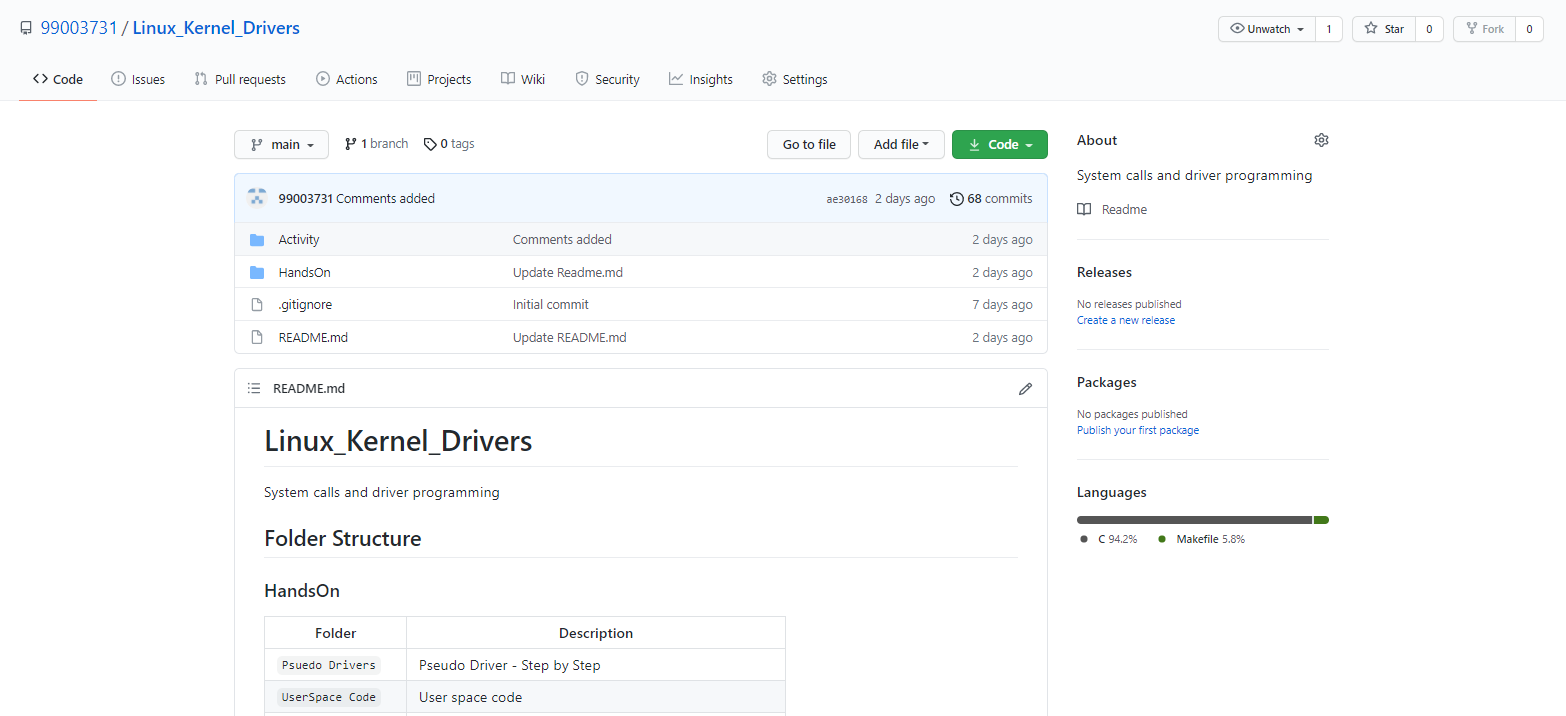 99003731 / Linux_Kernel_Drivers
Unwatch 1 Star 0 Fork 0
Code Issues Pull requests Actions Projects Wiki Security Insights Settings
main 1 branch 0 tags Go to file Add file Code
99003731 Comments added ae30168 2 days ago 68 commits
Activity Comments added 2 days ago
HandsOn Update Readme.md 2 days ago
.gitignore Initial commit 7 days ago
README.md Update README.md 2 days ago
README.md
Linux_Kernel_Drivers
System calls and driver programming
Folder Structure
HandsOn
Folder Description
Psuedo Drivers Pseudo Driver - Step by Step
UserSpace Code User space code
About
System calls and driver programming
Readme
Releases
No releases published
Create a new release
Packages
No packages published
Publish your first package
Languages
C 94.2% Makefile 5.8%